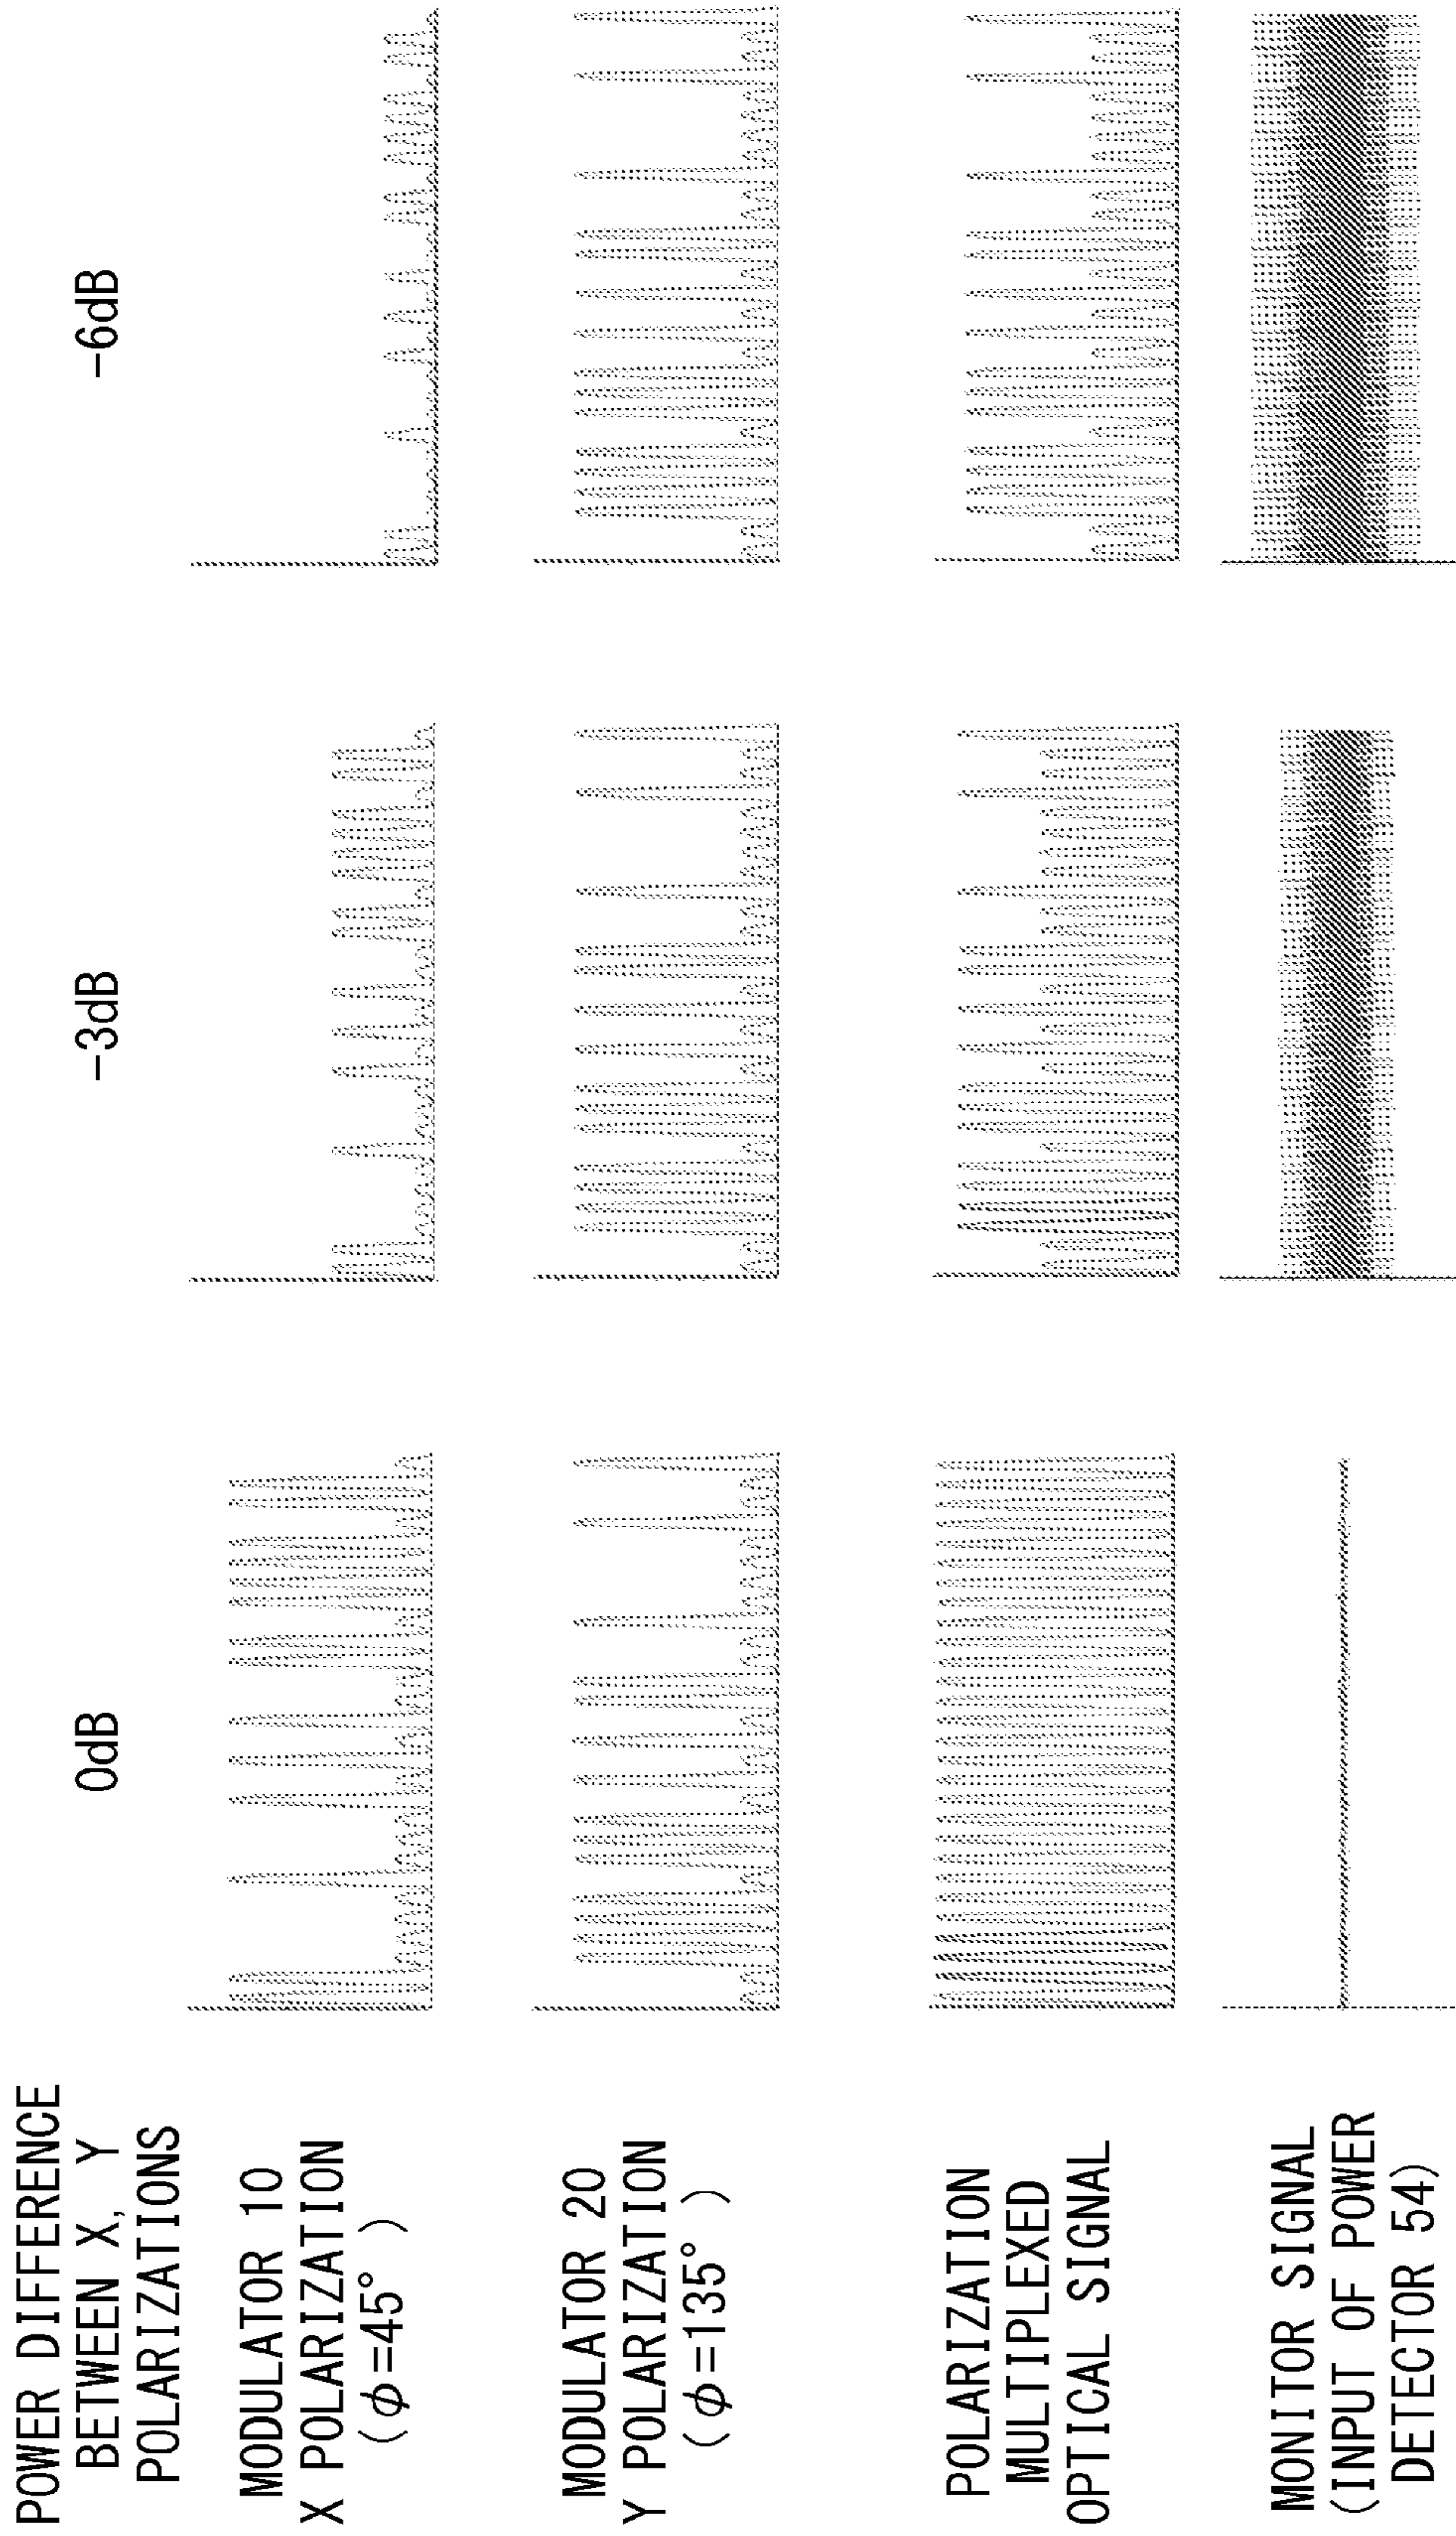 POWER DIFFERENCE
BETWEEN X, Y
POLARIZATIONS
0dB
-3dB
-6dB
MODULATOR 10
X POLARIZATION
(φ=45°)
MODULATOR 20
Y POLARIZATION
(φ=135°)
POLARIZATION
MULTIPLEXED
OPTICAL SIGNAL
MONITOR SIGNAL
(INPUT OF POWER
DETECTOR 54)